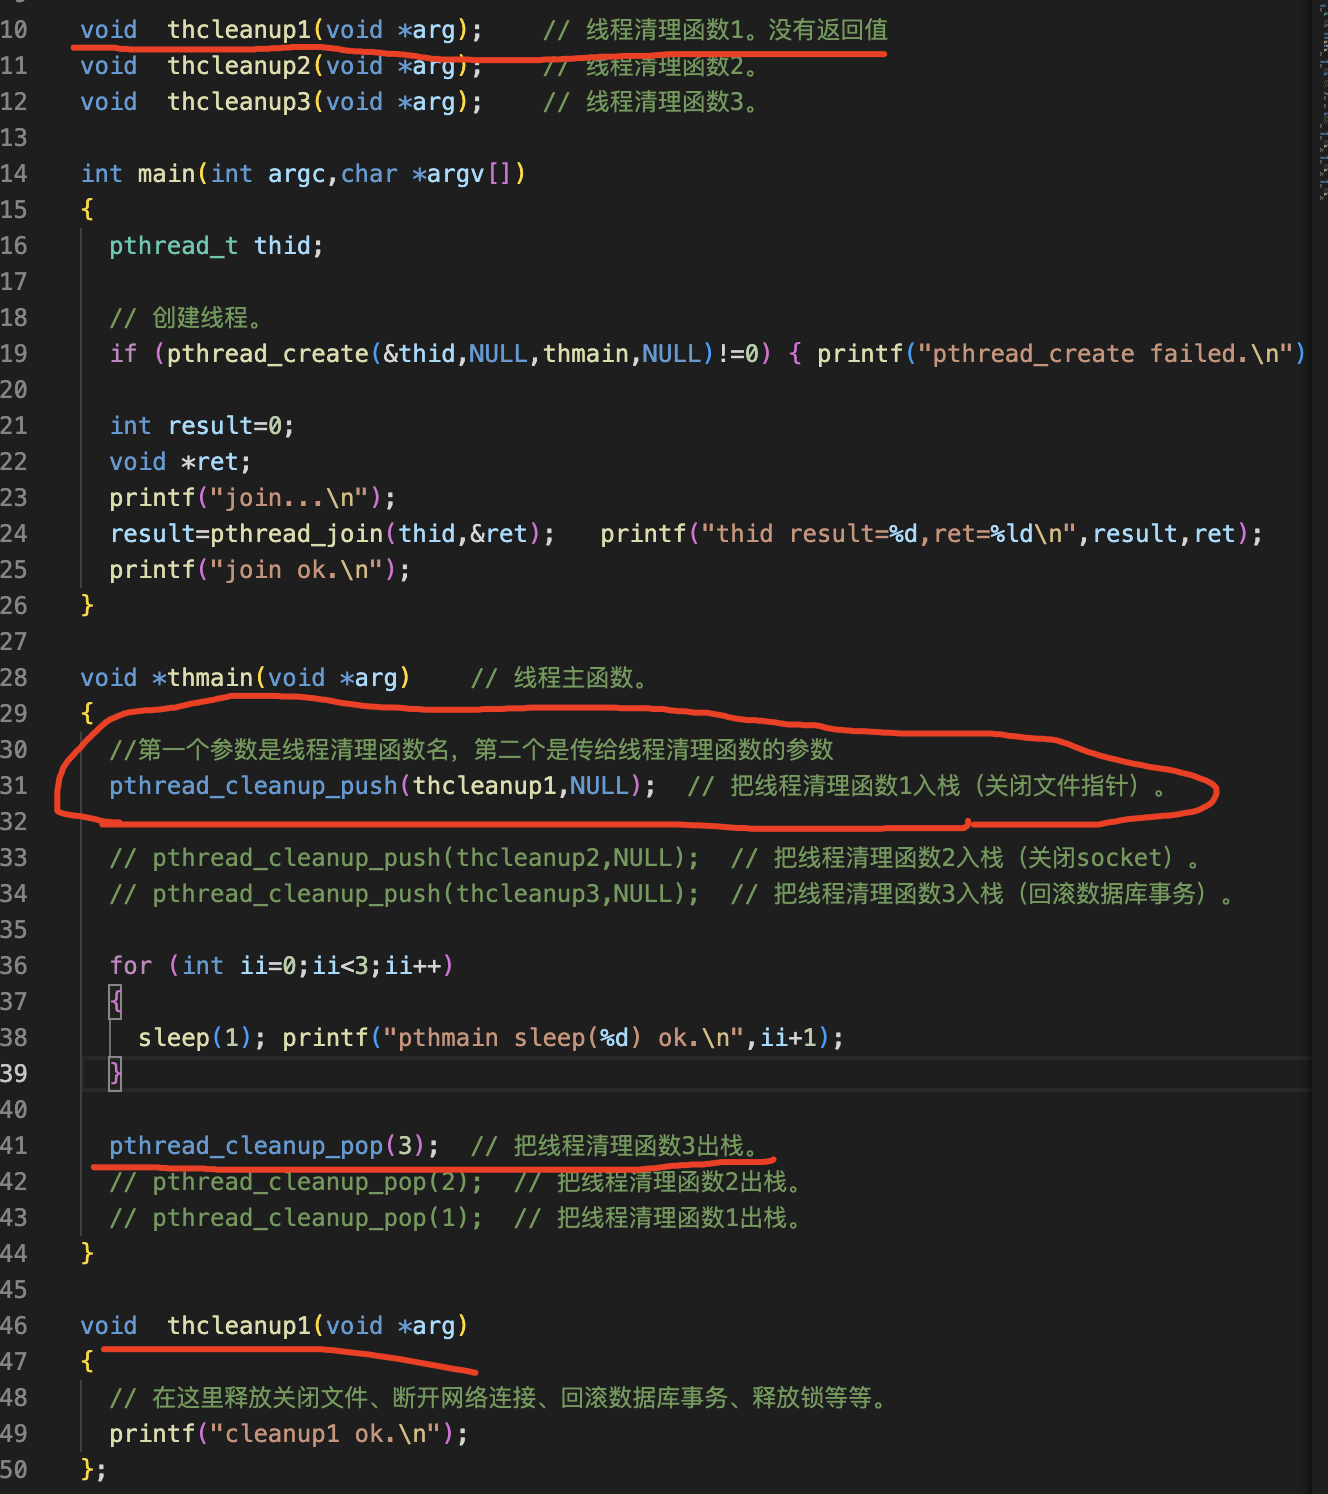 10 void  thcleanup1(void *arg);    // 线程清理函数1。没有返回值
11 void  thcleanup2(void *arg);    // 线程清理函数2。
12 void  thcleanup3(void *arg);    // 线程清理函数3。
13
14 int main(int argc,char *argv[])
15 {
16   pthread_t thid;
17
18   // 创建线程。
19   if (pthread_create(&thid,NULL,thmain,NULL)!=0) { printf("pthread_create failed.\n")
20
21   int result=0;
22   void *ret;
23   printf("join...\n");
24   result=pthread_join(thid,&ret);   printf("thid result=%d,ret=%ld\n",result,ret);
25   printf("join ok.\n");
26 }
27
28 void *thmain(void *arg)    // 线程主函数。
29 {
30   //第一个参数是线程清理函数名，第二个是传给线程清理函数的参数
31   pthread_cleanup_push(thcleanup1,NULL);  // 把线程清理函数1入栈（关闭文件指针）。
32
33   // pthread_cleanup_push(thcleanup2,NULL);  // 把线程清理函数2入栈（关闭socket）。
34   // pthread_cleanup_push(thcleanup3,NULL);  // 把线程清理函数3入栈（回滚数据库事务）。
35
36   for (int ii=0;ii<3;ii++)
37   {
38     sleep(1); printf("pthmain sleep(%d) ok.\n",ii+1);
39   }
40
41   pthread_cleanup_pop(3);  // 把线程清理函数3出栈。
42   // pthread_cleanup_pop(2);  // 把线程清理函数2出栈。
43   // pthread_cleanup_pop(1);  // 把线程清理函数1出栈。
44 }
45
46 void  thcleanup1(void *arg)
47 {
48   // 在这里释放关闭文件、断开网络连接、回滚数据库事务、释放锁等等。
49   printf("cleanup1 ok.\n");
50 };